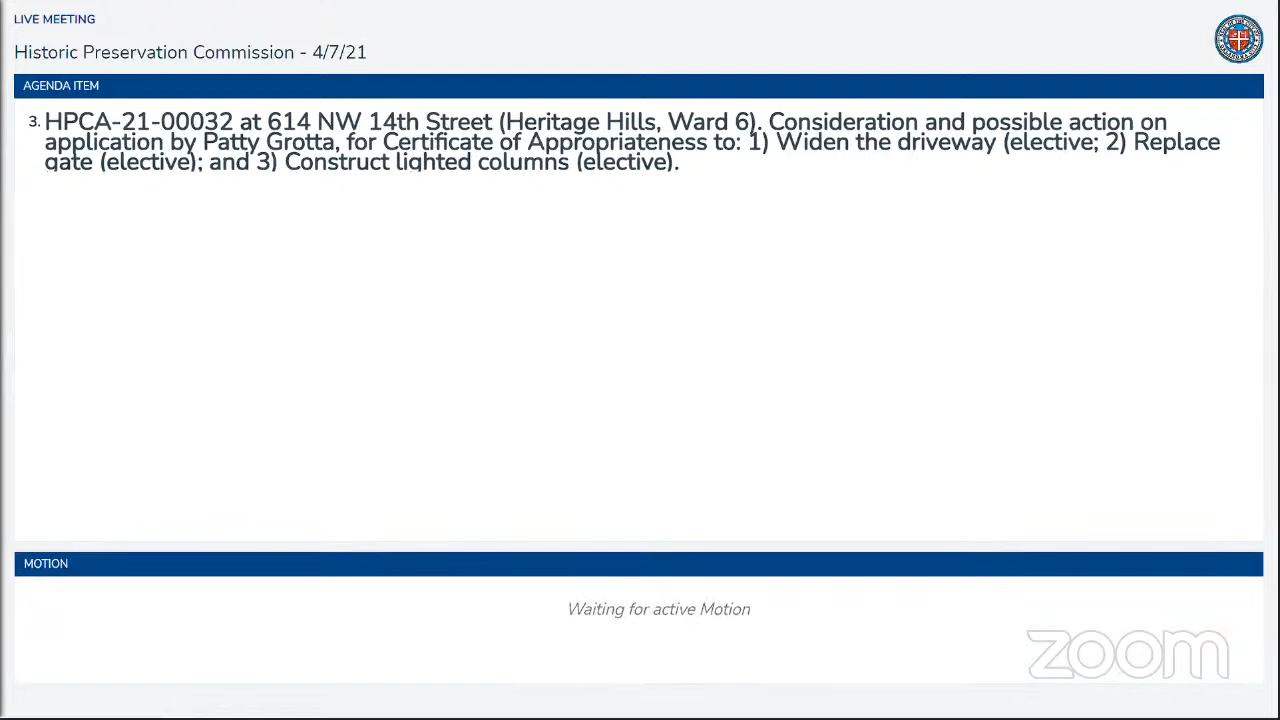 LIVE MEETING
Historic Preservation Commission - 4/7/21
AGENDA ITEM
3. HPCA-21-00032 at 614 NW 14th Street (Heritage Hills, Ward 6). Consideration and possible action on
application by Patty Grotta, for Certificate of Appropriateness to: 1) Widen the driveway (elective; 2) Replace
gate (elective); and 3) Construct lighted columns (elective).
MOTION
Waiting for active Motion
zoom